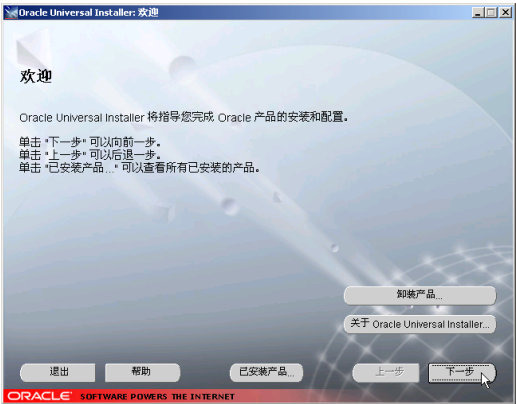 Oracle Universal Installer: 欢迎
欢迎
Oracle Universal Installer 将指导您完成 Oracle 产品的安装和配置。
单击 "下一步" 可以向前一步。
单击 "上一步" 可以后退一步。
单击 "已安装产品..." 可以查看所有已安装的产品。
卸装产品...
关于 Oracle Universal Installer...
退出 帮助 已安装产品... 上一步 下一步
ORACLE SOFTWARE POWERS THE INTERNET